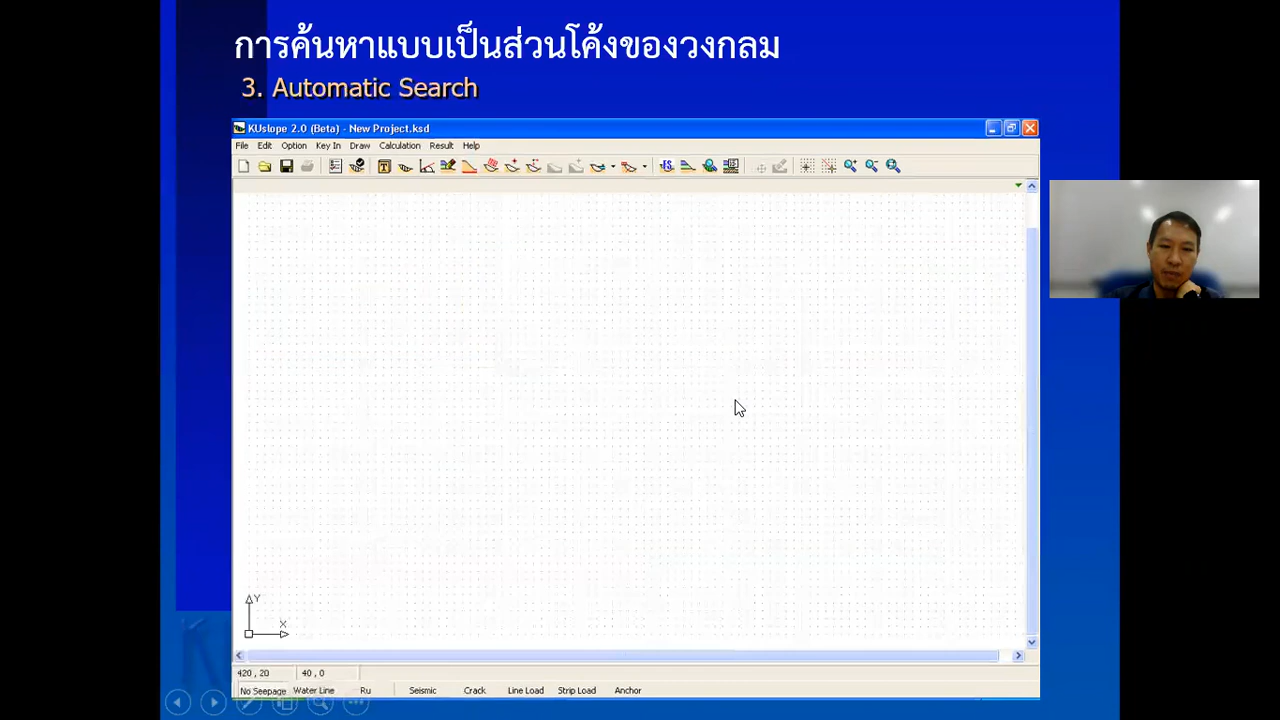 การค้นหาแบบเป็นส่วนโค้งของวงกลม
3. Automatic Search
KUslope 2.0 (Beta) - New Project.ksd
File Edit Option Key In Draw Calculation Result Help
Y
X
420 , 20 40 , 0
No Seepage Water Line Ru Seismic Crack Line Load Strip Load Anchor